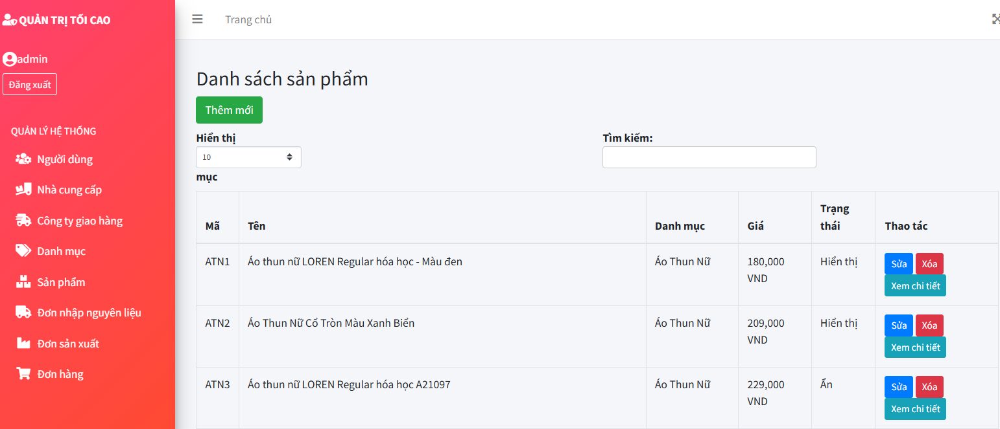 QUẢN TRỊ TỐI CAO
admin
Đăng xuất
QUẢN LÝ HỆ THỐNG
Người dùng
Nhà cung cấp
Công ty giao hàng
Danh mục
Sản phẩm
Đơn nhập nguyên liệu
Đơn sản xuất
Đơn hàng
Trang chủ
Danh sách sản phẩm
Thêm mới
Hiển thị
10
mục
Tìm kiếm:
Mã Tên Danh mục Giá Trạng thái Thao tác
ATN1 Áo thun nữ LOREN Regular hóa học - Màu đen Áo Thun Nữ 180,000 VND Hiển thị Sửa Xóa Xem chi tiết
ATN2 Áo Thun Nữ Cổ Tròn Màu Xanh Biển Áo Thun Nữ 209,000 VND Hiển thị Sửa Xóa Xem chi tiết
ATN3 Áo thun nữ LOREN Regular hóa học A21097 Áo Thun Nữ 229,000 VND Ẩn Sửa Xóa Xem chi tiết